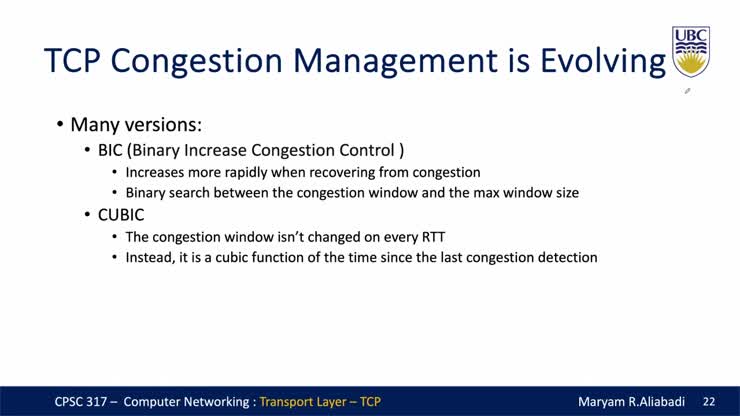 UBC
TCP Congestion Management is Evolving
• Many versions:
• BIC (Binary Increase Congestion Control )
• Increases more rapidly when recovering from congestion
• Binary search between the congestion window and the max window size
• CUBIC
• The congestion window isn't changed on every RTT
• Instead, it is a cubic function of the time since the last congestion detection
CPSC 317 – Computer Networking : Transport Layer – TCP Maryam R.Aliabadi 22